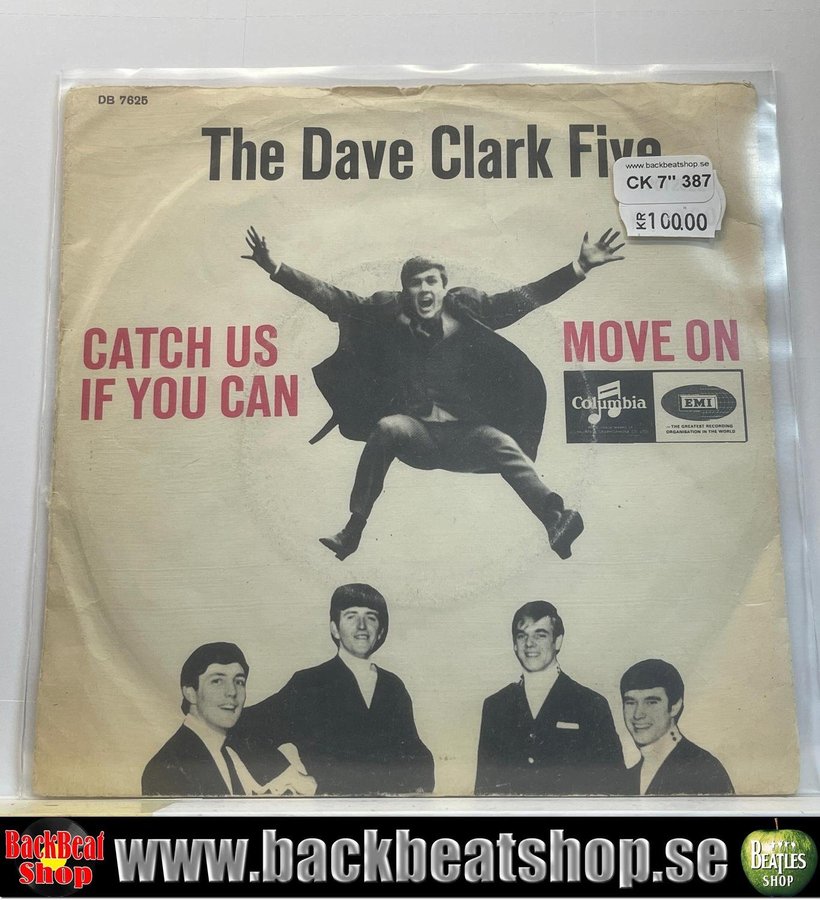 DB 7625
The Dave Clark Five
www.backbeatshop.se
CK 7" 387
KR 100.00
CATCH US
IF YOU CAN
MOVE ON
Columbia
EMI
THE GREATEST RECORDING
ORGANISATION IN THE WORLD
BackBeat
Shop
www.backbeatshop.se
BEATLES
SHOP